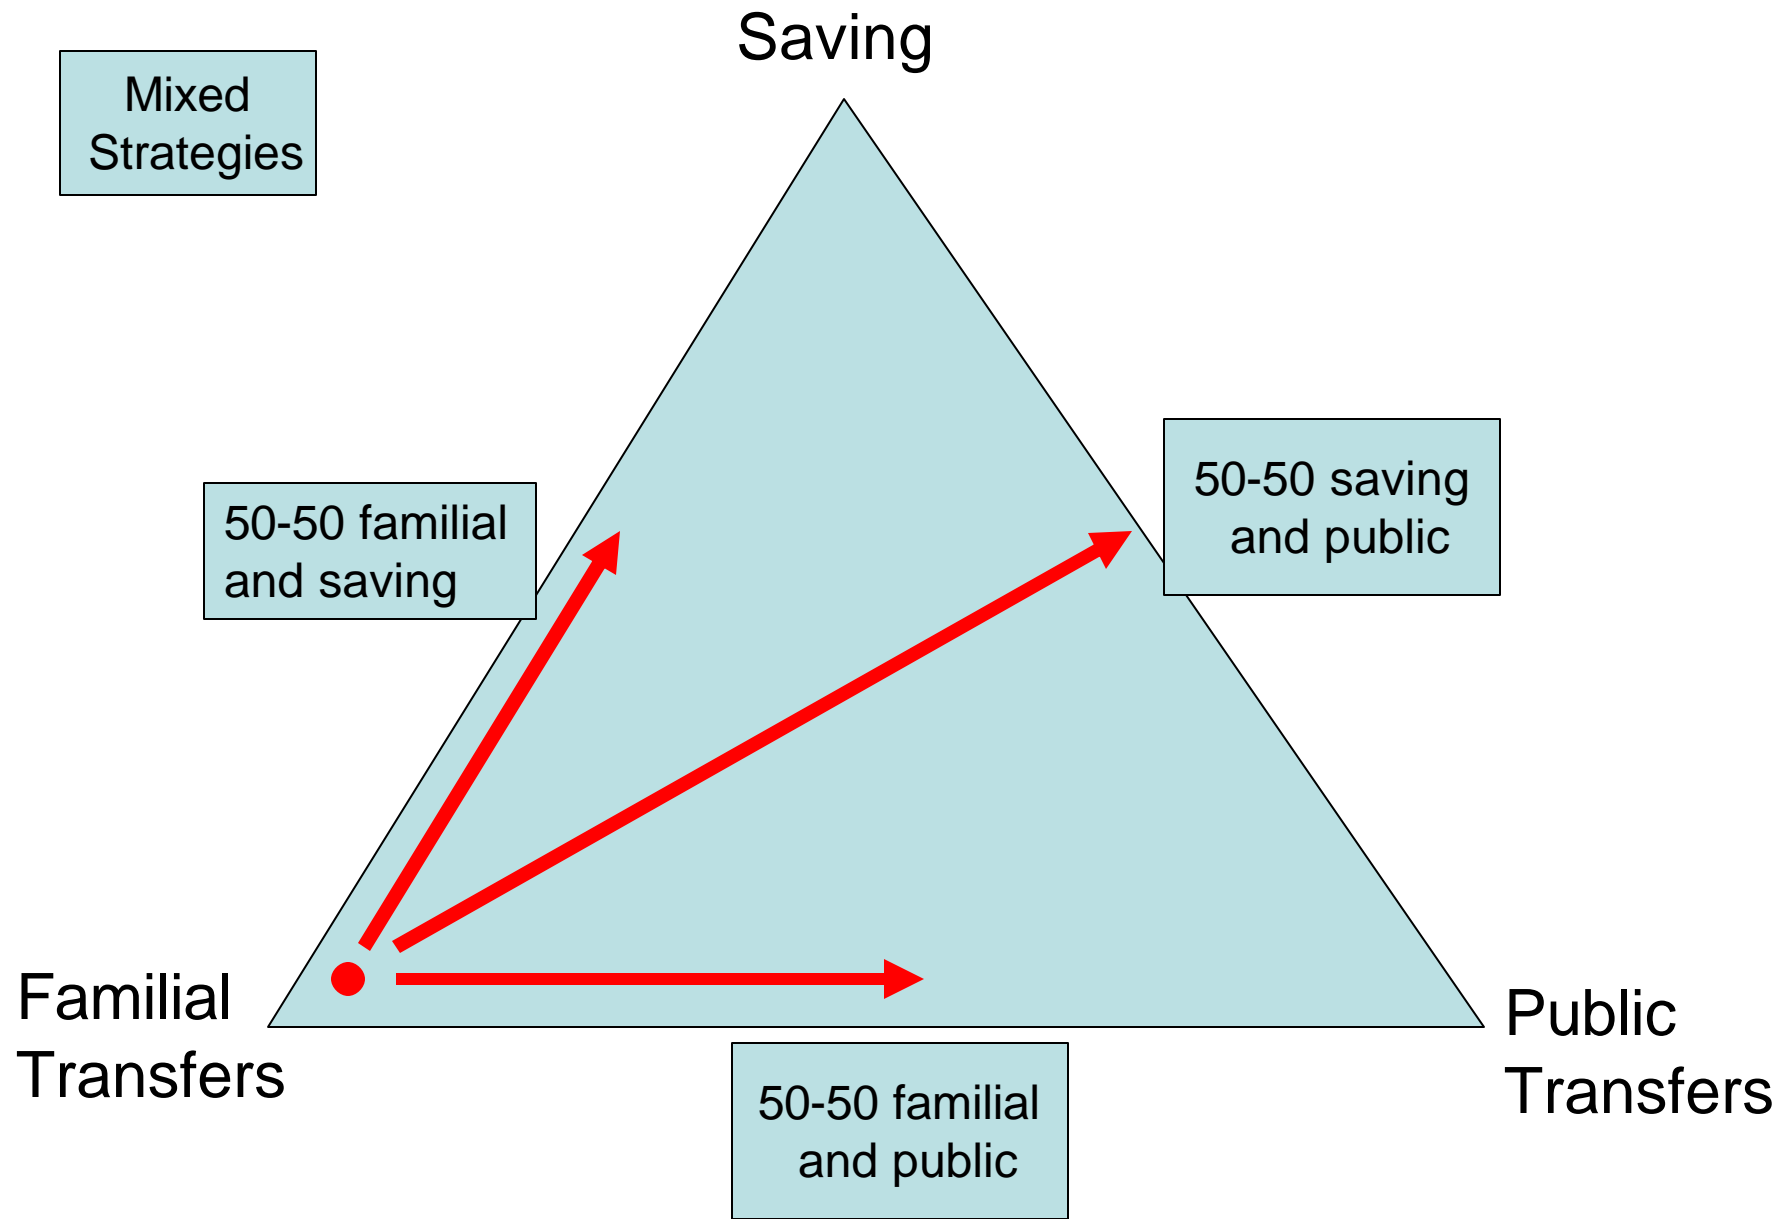 Saving
Mixed
Strategies
50-50 saving
and public
50-50 familial
and saving
Familial
Transfers
Public
Transfers
50-50 familial
and public